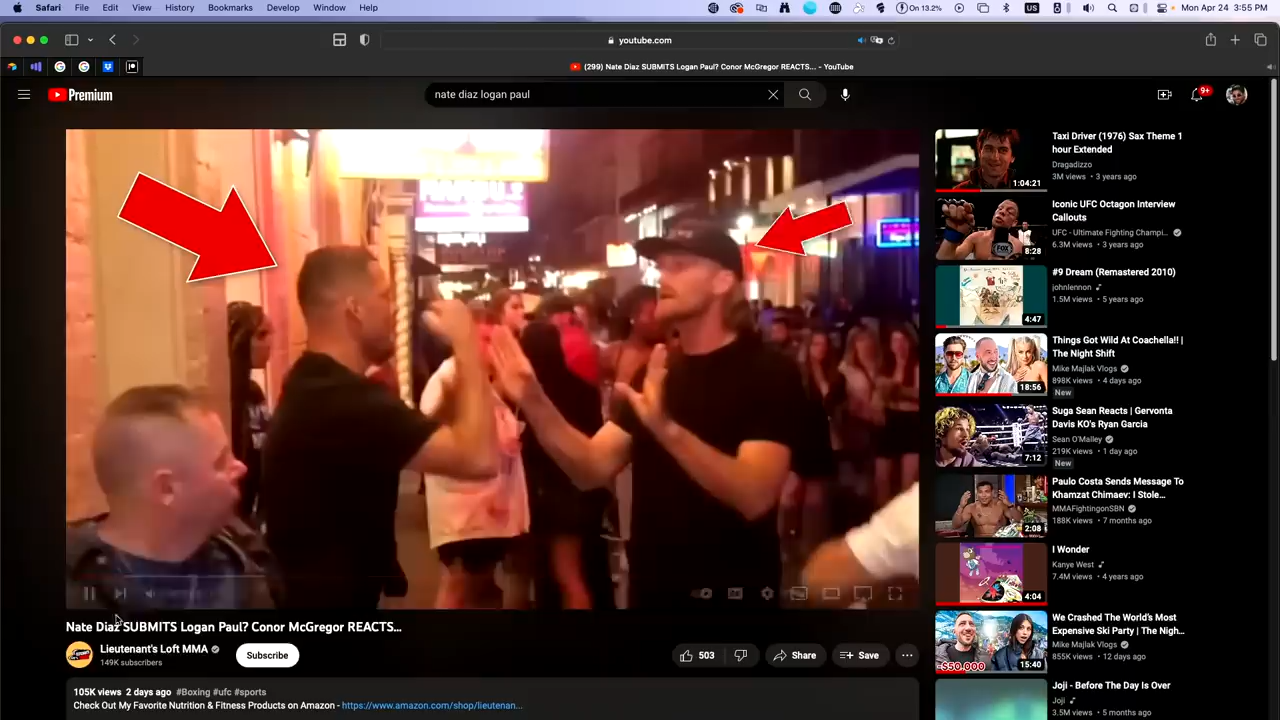 Safari File Edit View History Bookmarks Develop Window Help
On 13.2% US Mon Apr 24 3:55 PM
youtube.com
(299) Nate Diaz SUBMITS Logan Paul? Conor McGregor REACTS... - YouTube
Premium
nate diaz logan paul
9+
Taxi Driver (1976) Sax Theme 1
hour Extended
Dragadizzo
3M views • 3 years ago
1:04:21
Iconic UFC Octagon Interview
Callouts
UFC - Ultimate Fighting Champi...
6.3M views • 3 years ago
FOX
8:28
#9 Dream (Remastered 2010)
johnlennon
1.5M views • 5 years ago
4:47
Things Got Wild At Coachella!! |
The Night Shift
Mike Majlak Vlogs
898K views • 4 days ago
New
18:56
Suga Sean Reacts | Gervonta
Davis KO's Ryan Garcia
Sean O'Malley
219K views • 1 day ago
New
7:12
Paulo Costa Sends Message To
Khamzat Chimaev: I Stole...
MMAFightingonSBN
188K views • 7 months ago
2:08
I Wonder
Kanye West
7.4M views • 4 years ago
4:04
We Crashed The World's Most
Expensive Ski Party | The Nigh...
Mike Majlak Vlogs
855K views • 12 days ago
-$50,000
15:40
Joji - Before The Day Is Over
Joji
3.5M views • 5 months ago
Nate Diaz SUBMITS Logan Paul? Conor McGregor REACTS...
Lieutenant's Loft MMA
149K subscribers
Subscribe
503
Share
Save
105K views 2 days ago #Boxing #ufc #sports
Check Out My Favorite Nutrition & Fitness Products on Amazon - https://www.amazon.com/shop/lieutenan...